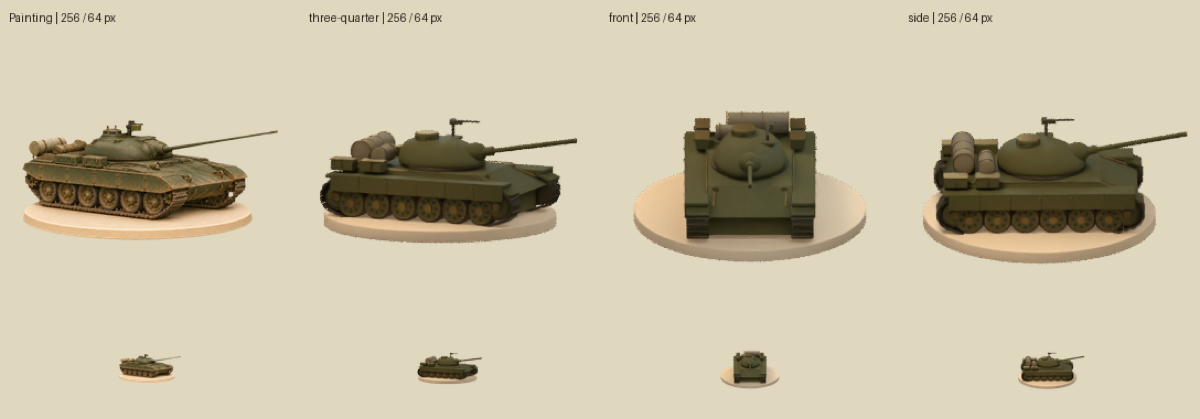 Painting | 256 / 64 px
three-quarter | 256 / 64 px
front | 256 / 64 px
side | 256 / 64 px